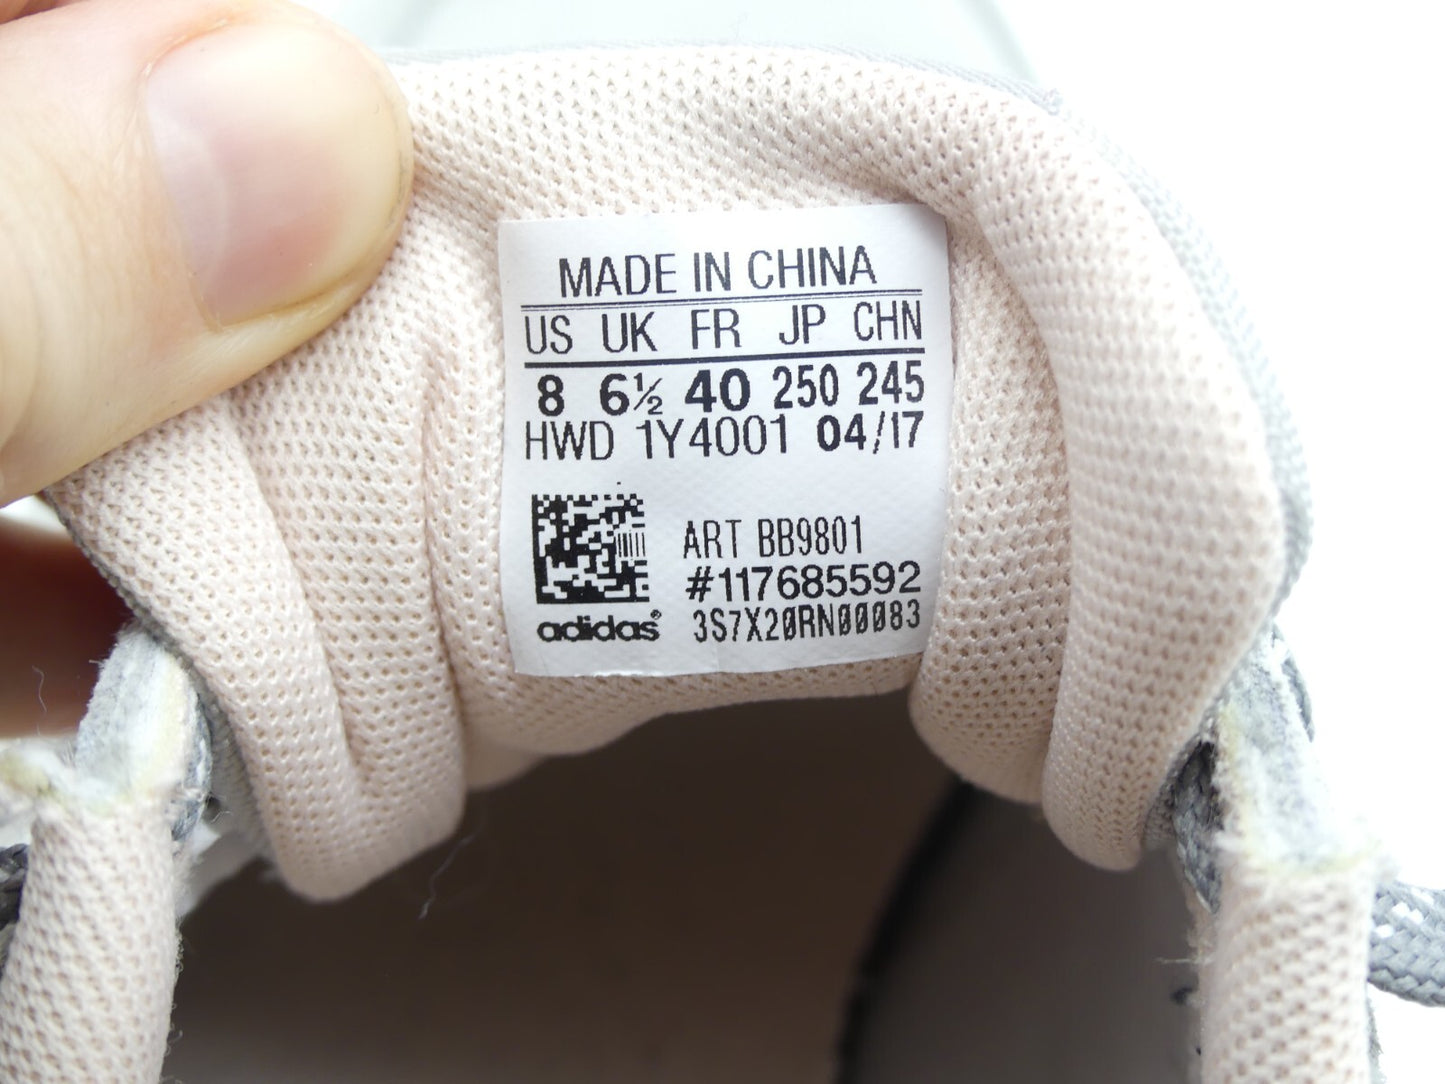 MADE IN CHINA
US UK FR JP CHN
8 6½ 40 250 245
HWD 1Y4001 04/17
ART BB9801
#117685592
adidas® 3S7X20RN00083